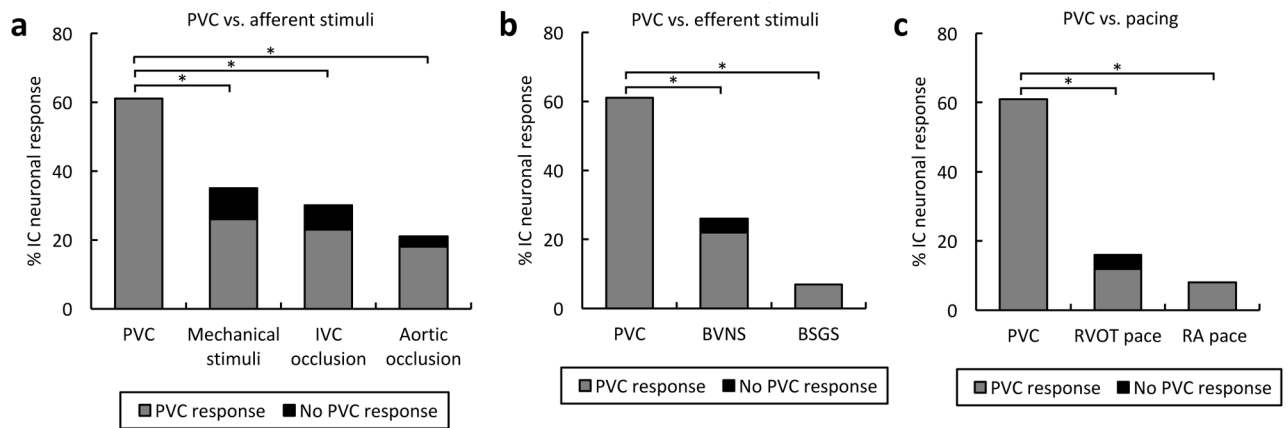 a
PVC vs. afferent stimuli
% IC neuronal response
80
60
40
20
0
*
*
*
PVC
Mechanical
stimuli
IVC
occlusion
Aortic
occlusion
PVC response
No PVC response
b
PVC vs. efferent stimuli
% IC neuronal response
80
60
40
20
0
*
*
PVC
BVNS
BSGS
PVC response
No PVC response
c
PVC vs. pacing
% IC neuronal response
80
60
40
20
0
*
*
PVC
RVOT pace
RA pace
PVC response
No PVC response